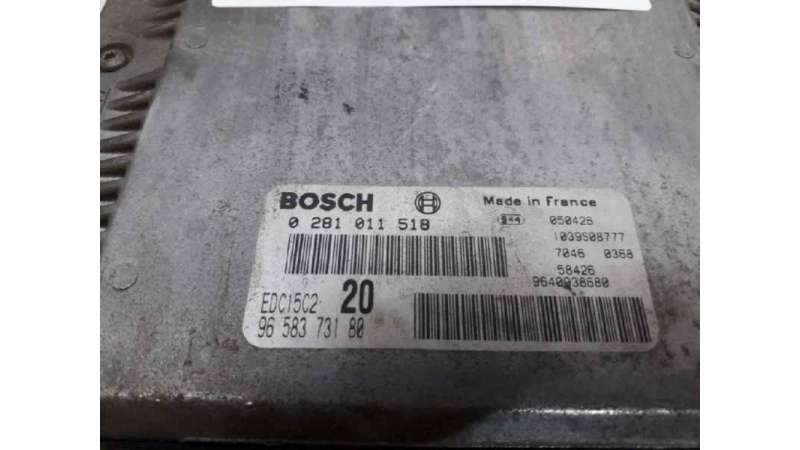 BOSCH
0 281 011 518
EDC15C2 20
96 583 731 80
Made in France
050428
1039S08777
7046 0368
58426
9640938680